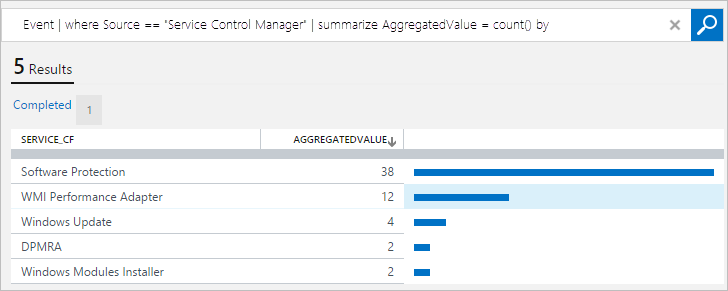 Event | where Source == "Service Control Manager" | summarize AggregatedValue = count() by
5 Results
Completed 1
SERVICE_CF AGGREGATEDVALUE
Software Protection 38
WMI Performance Adapter 12
Windows Update 4
DPMRA 2
Windows Modules Installer 2